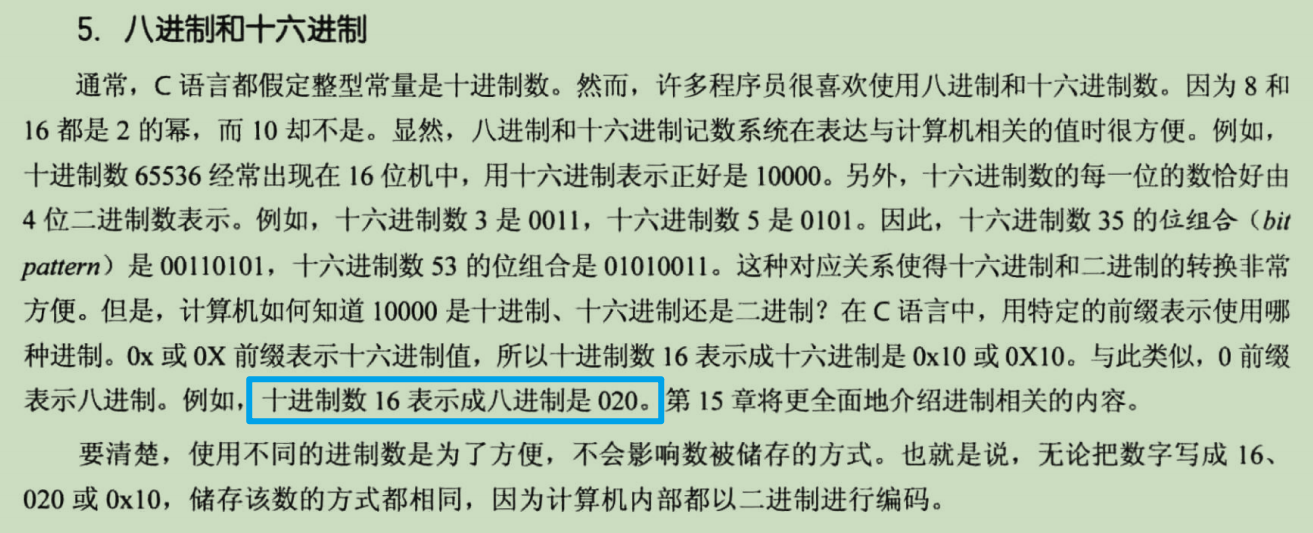 5. 八进制和十六进制
通常，C 语言都假定整型常量是十进制数。然而，许多程序员很喜欢使用八进制和十六进制数。因为 8 和
16 都是 2 的幂，而 10 却不是。显然，八进制和十六进制记数系统在表达与计算机相关的值时很方便。例如，
十进制数 65536 经常出现在 16 位机中，用十六进制表示正好是 10000。另外，十六进制数的每一位的数恰好由
4 位二进制数表示。例如，十六进制数 3 是 0011，十六进制数 5 是 0101。因此，十六进制数 35 的位组合（bit
pattern）是 00110101，十六进制数 53 的位组合是 01010011。这种对应关系使得十六进制和二进制的转换非常
方便。但是，计算机如何知道 10000 是十进制、十六进制还是二进制？在 C 语言中，用特定的前缀表示使用哪
种进制。0x 或 0X 前缀表示十六进制值，所以十进制数 16 表示成十六进制是 0x10 或 0X10。与此类似，0 前缀
表示八进制。例如，十进制数 16 表示成八进制是 020。第 15 章将更全面地介绍进制相关的内容。
要清楚，使用不同的进制数是为了方便，不会影响数被储存的方式。也就是说，无论把数字写成 16、
020 或 0x10，储存该数的方式都相同，因为计算机内部都以二进制进行编码。